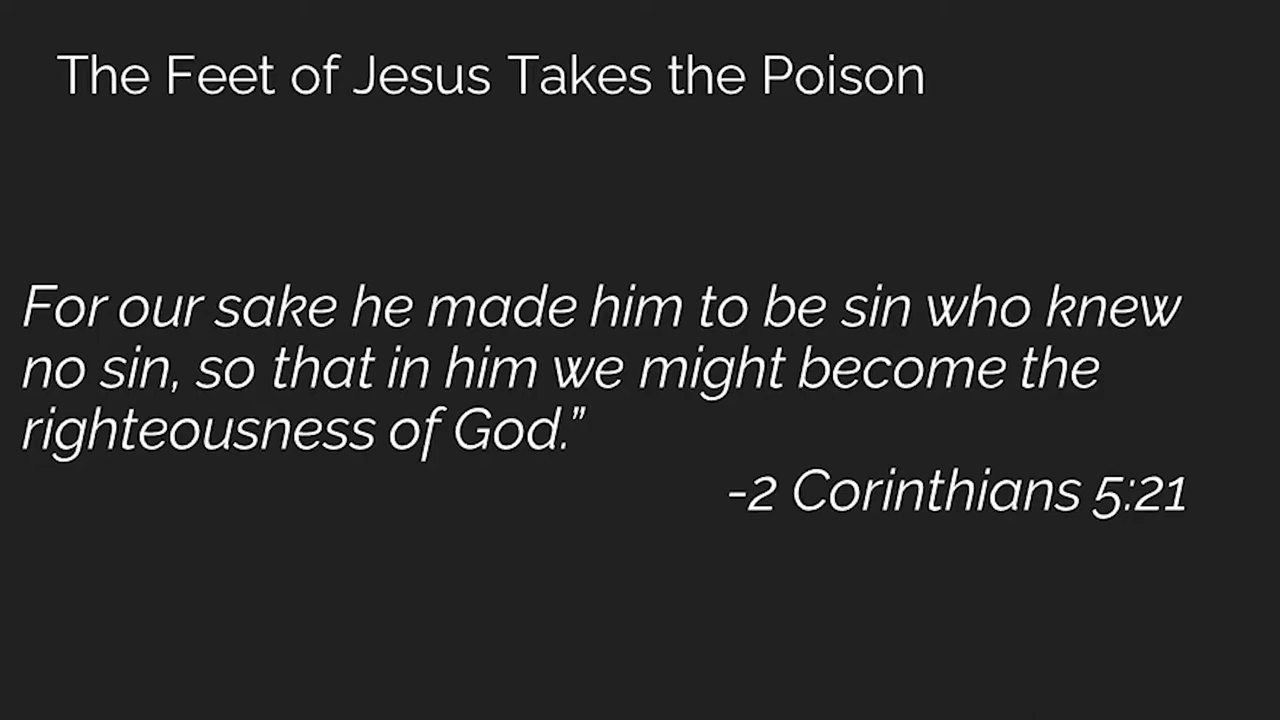 The Feet of Jesus Takes the Poison
For our sake he made him to be sin who knew
no sin, so that in him we might become the
righteousness of God.”
-2 Corinthians 5:21